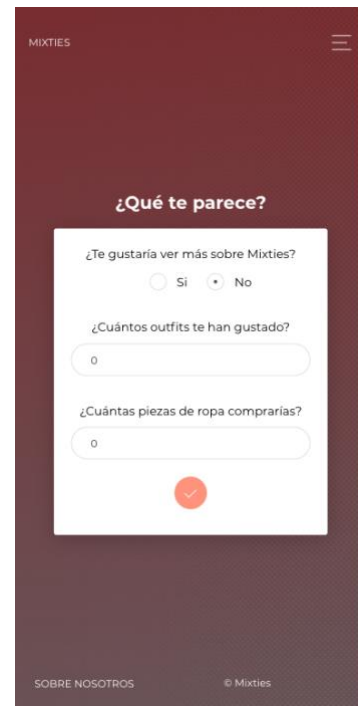 MIXTIES
¿Qué te parece?
¿Te gustaría ver más sobre Mixties?
Si No
¿Cuántos outfits te han gustado?
0
¿Cuántas piezas de ropa comprarías?
0
SOBRE NOSOTROS © Mixties